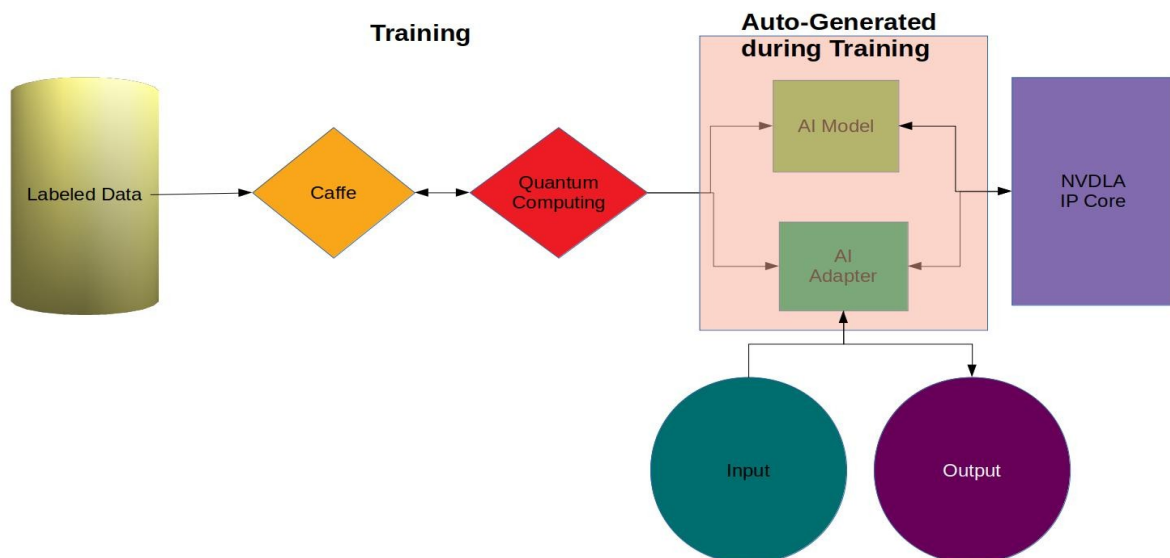 Training
Auto-Generated
during Training
Labeled Data
Caffe
Quantum
Computing
AI Model
AI
Adapter
NVDLA
IP Core
Input
Output